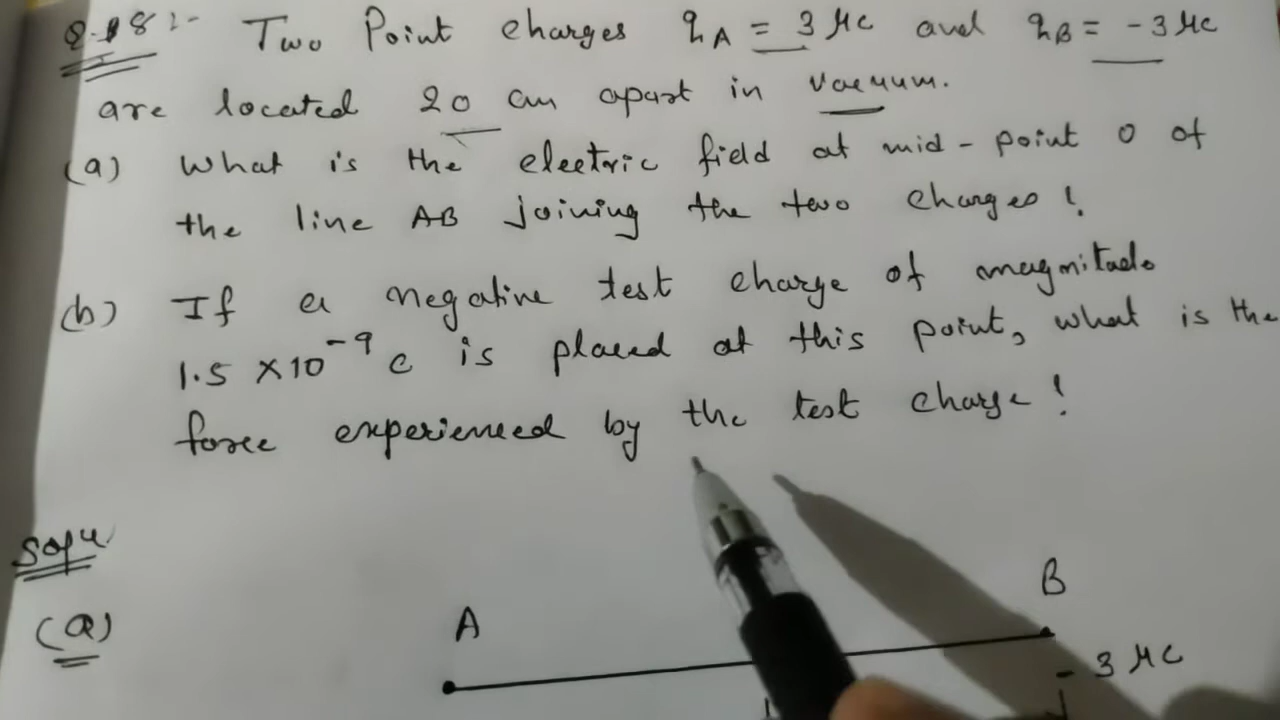 Q.18:- Two Point charges qA = 3 μc and qB = -3 μc
are located 20 cm apart in vacuum.
(a) What is the electric field at mid-point O of
the line AB joining the two charges?
(b) If a negative test charge of magnitude
1.5 ×10⁻⁹ c is placed at this point, what is the
force experienced by the test charge?
Soln
(a)
A
B
-3 μc